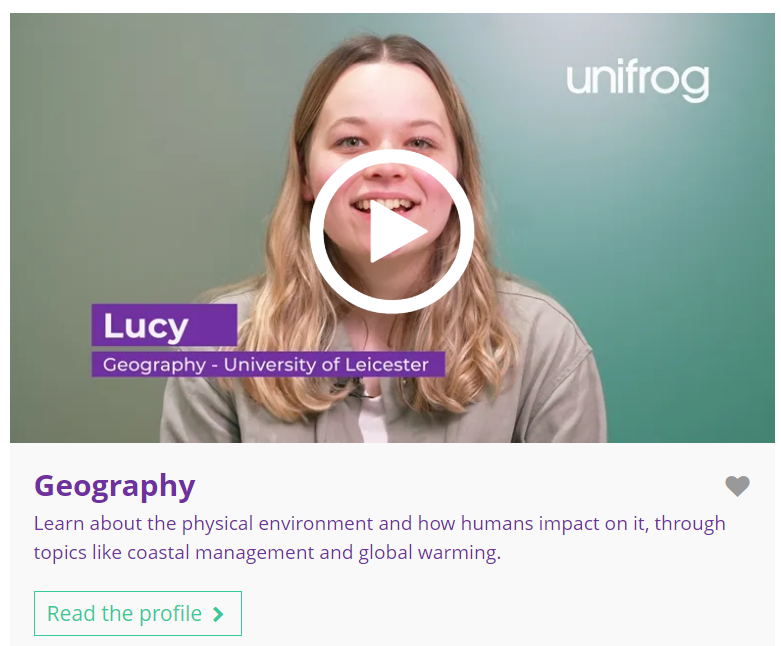 unifrog
Lucy
Geography - University of Leicester
Geography
Learn about the physical environment and how humans impact on it, through
topics like coastal management and global warming.
Read the profile